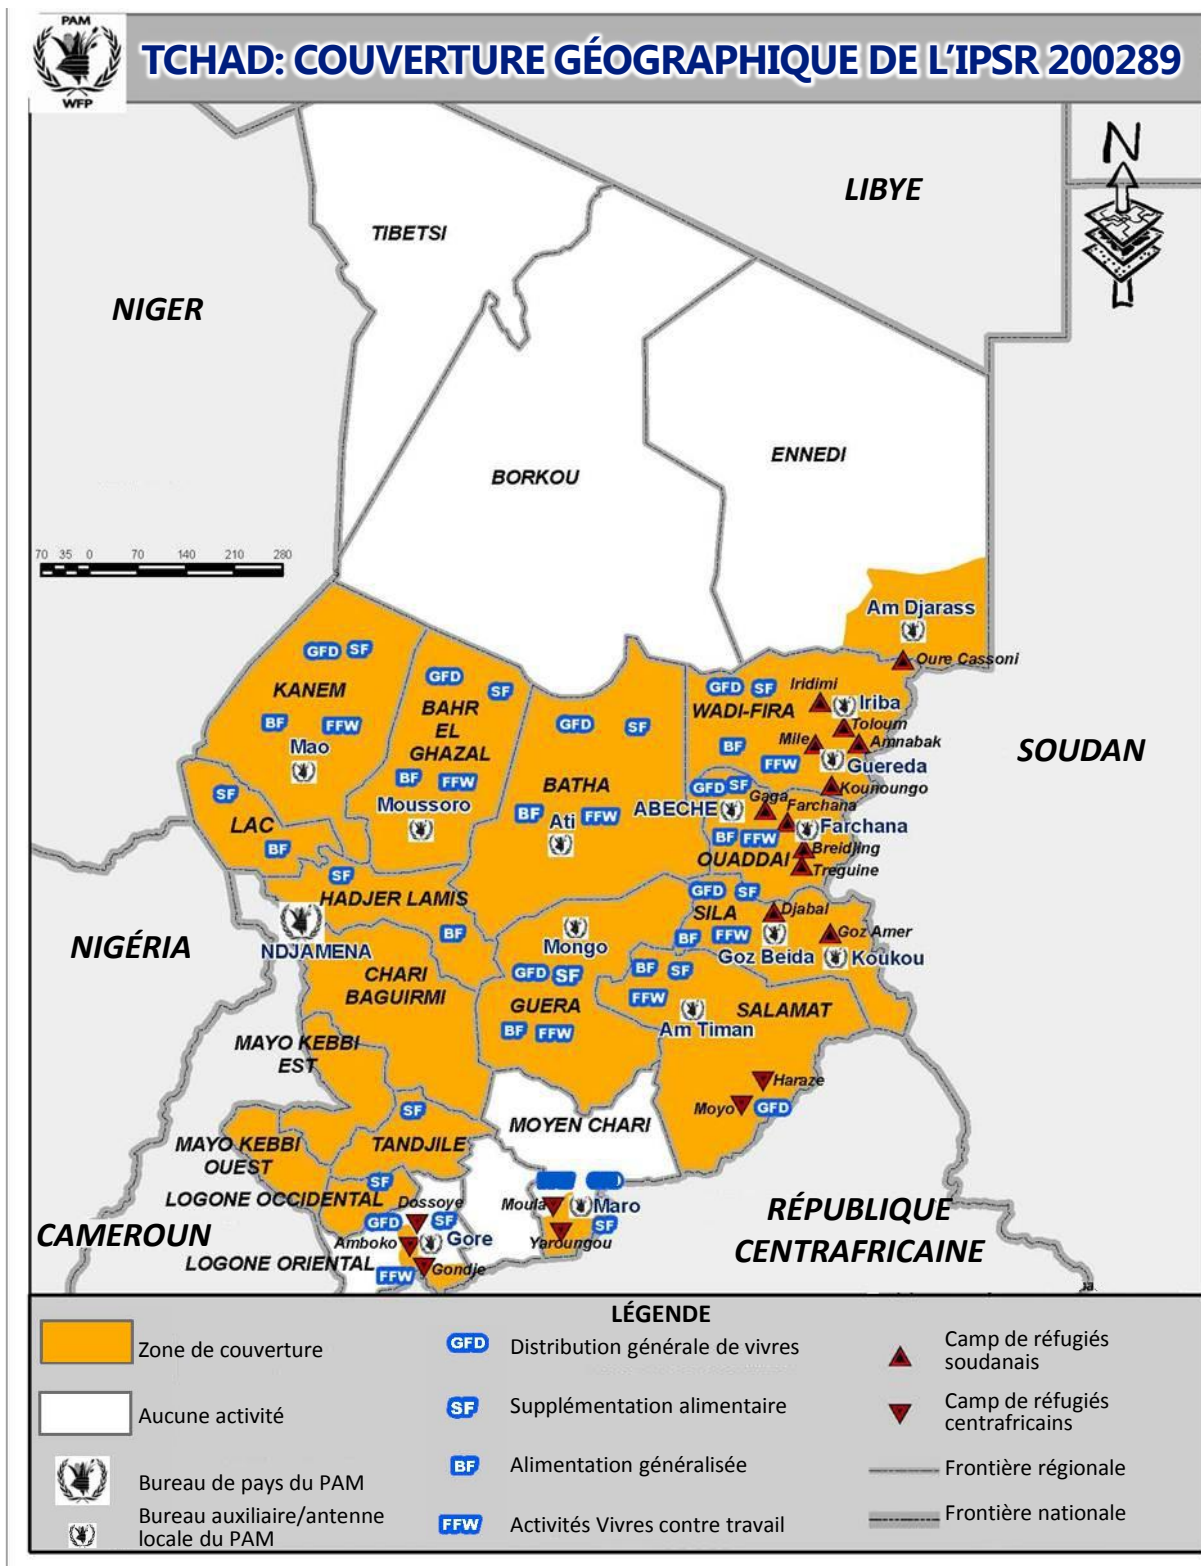 PAM
WFP
TCHAD: COUVERTURE GÉOGRAPHIQUE DE L'IPSR 200289
N
LIBYE
TIBETSI
NIGER
ENNEDI
BORKOU
70 35 0 70 140 210 280
Am Djarass
Oure Cassoni
GFD SF
KANEM
BF FFW
Mao
GFD
SF
BAHR
EL
GHAZAL
BF FFW
Moussoro
GFD
SF
BATHA
BF
Ati
FFW
GFD SF
Iridimi
WADI-FIRA
Iriba
Toloum
Mile
Amnabak
BF
FFW
Guereda
Kounoungo
SOUDAN
SF
LAC
BF
GFD SF
Gaga
Farchana
ABECHE
Farchana
BF FFW
Breidling
OUADDAI
Treguine
SF
HADJER LAMIS
BF
NDJAMENA
NIGÉRIA
GFD SF
SILA
Djabal
BF FFW
Goz Amer
Goz Beida
Koukou
Mongo
GFD SF
GUERA
BF FFW
CHARI
BAGUIRMI
BF SF
FFW
SALAMAT
Am Timan
MAYO KEBBI
EST
Haraze
Moyo
GFD
SF
MOYEN CHARI
TANDJILE
MAYO KEBBI
OUEST
SF
LOGONE OCCIDENTAL
Dossoye
Moula
Maro
GFD
SF
SF
Amboko
Gore
Yaroungou
LOGONE ORIENTAL
FFW
Gondje
CAMEROUN
RÉPUBLIQUE
CENTRAFRICAINE
LÉGENDE
Zone de couverture
Aucune activité
Bureau de pays du PAM
Bureau auxiliaire/antenne
locale du PAM
GFD Distribution générale de vivres
SF Supplémentation alimentaire
BF Alimentation généralisée
FFW Activités Vivres contre travail
Camp de réfugiés
soudanais
Camp de réfugiés
centrafricains
Frontière régionale
Frontière nationale